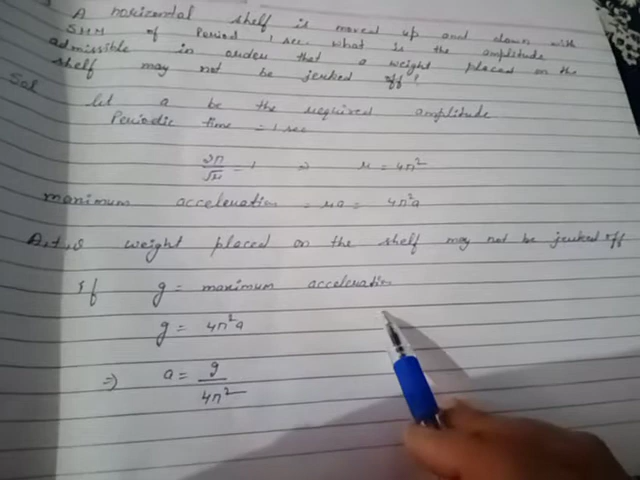 A horizontal shelf is moved up and down with
SHM of Period 1 sec. what is the amplitude
admissible in order that a weight placed on the
shelf may not be jerked off?
Sol let a be the required amplitude
Periodic time = 1 sec
2π/√μ = 1 ⇒ μ = 4π²
maximum acceleration = μa = 4π²a
weight placed on the shelf may not be jerked off
If g = maximum acceleration
g = 4π²a
⇒ a = g/4π²